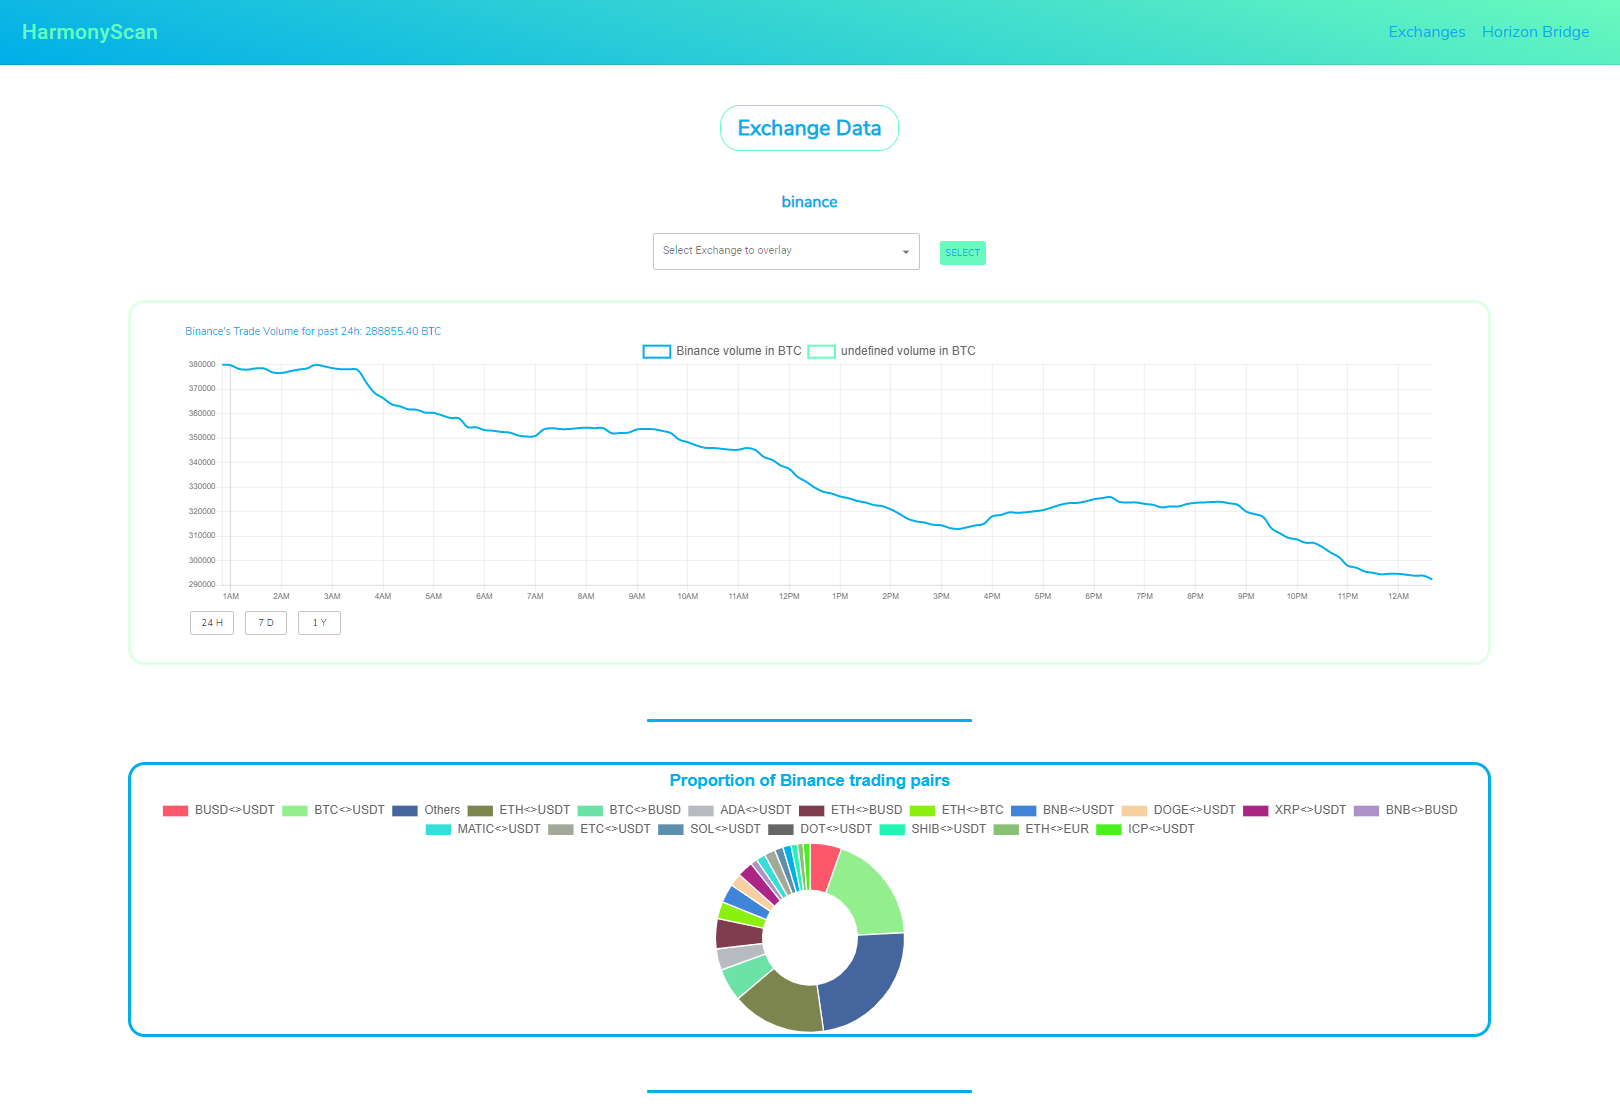 HarmonyScan Exchanges Horizon Bridge
Exchange Data
binance
Select Exchange to overlay SELECT
Binance's Trade Volume for past 24h: 288855.40 BTC
Binance volume in BTC undefined volume in BTC
380000
370000
360000
350000
340000
330000
320000
310000
300000
290000
1AM 2AM 3AM 4AM 5AM 6AM 7AM 8AM 9AM 10AM 11AM 12PM 1PM 2PM 3PM 4PM 5PM 6PM 7PM 8PM 9PM 10PM 11PM 12AM
24 H 7 D 1 Y
Proportion of Binance trading pairs
BUSD<>USDT BTC<>USDT Others ETH<>USDT BTC<>BUSD ADA<>USDT ETH<>BUSD ETH<>BTC BNB<>USDT DOGE<>USDT XRP<>USDT BNB<>BUSD
MATIC<>USDT ETC<>USDT SOL<>USDT DOT<>USDT SHIB<>USDT ETH<>EUR ICP<>USDT